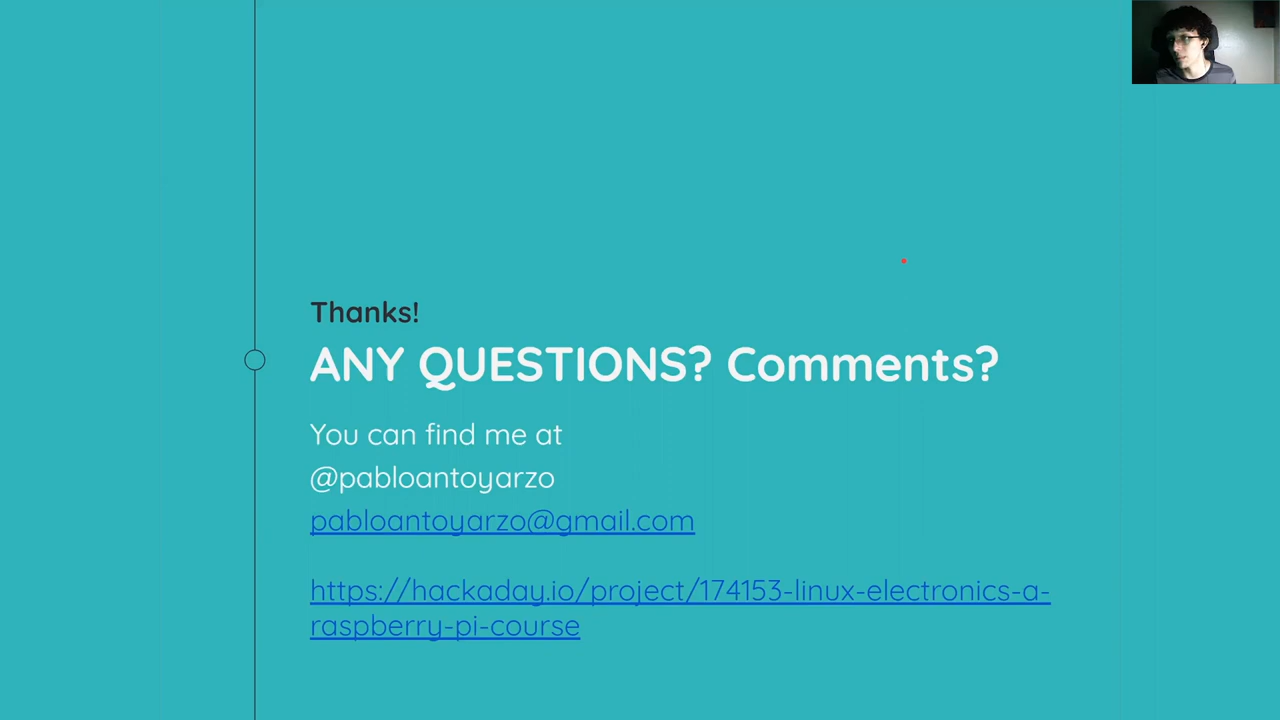 Thanks!
ANY QUESTIONS? Comments?
You can find me at
@pabloantoyarzo
pabloantoyarzo@gmail.com
https://hackaday.io/project/174153-linux-electronics-a-
raspberry-pi-course